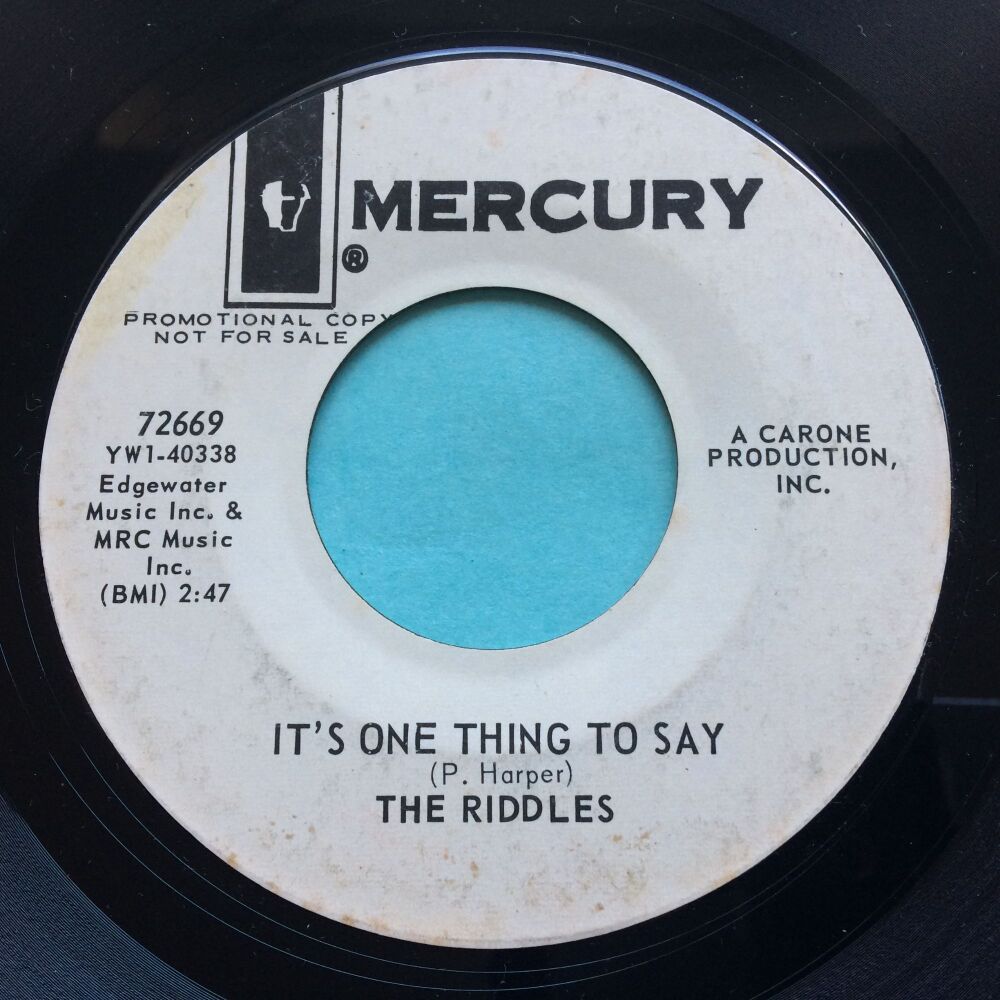 MERCURY
®
PROMOTIONAL COPY
NOT FOR SALE
72669
YW1-40338
Edgewater
Music Inc. &
MRC Music
Inc.
(BMI) 2:47
A CARONE
PRODUCTION,
INC.
IT'S ONE THING TO SAY
(P. Harper)
THE RIDDLES